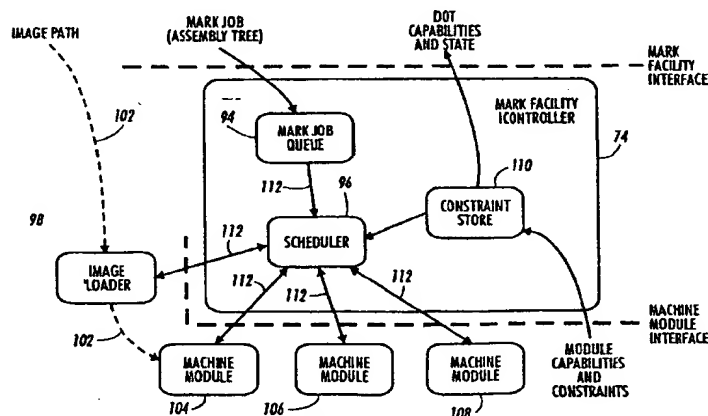 IMAGE PATH
MARK JOB
(ASSEMBLY TREE)
DOT
CAPABILITIES
AND STATE
MARK
FACILITY
INTERFACE
MARK FACILITY
ICONTROLLER
102
94
MARK JOB
QUEUE
74
110
112
96
CONSTRAINT
STORE
98
112
SCHEDULER
IMAGE
'LOADER
112
112
112
102
MACHINE
MODULE
INTERFACE
MACHINE
MODULE
MACHINE
MODULE
MACHINE
MODULE
MODULE
CAPABILITIES
AND
CONSTRAINTS
104
106
108